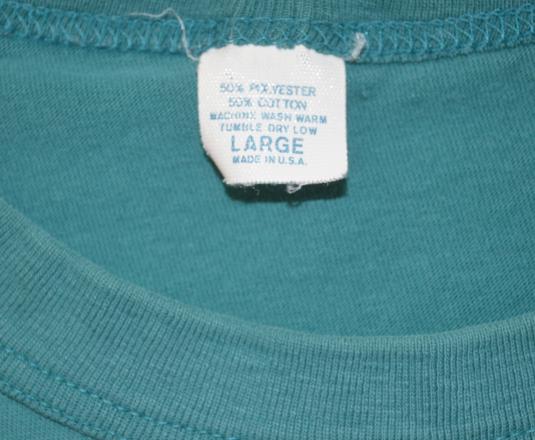 50% POLYESTER
50% COTTON
MACHINE WASH WARM
TUMBLE DRY LOW
LARGE
MADE IN U.S.A.